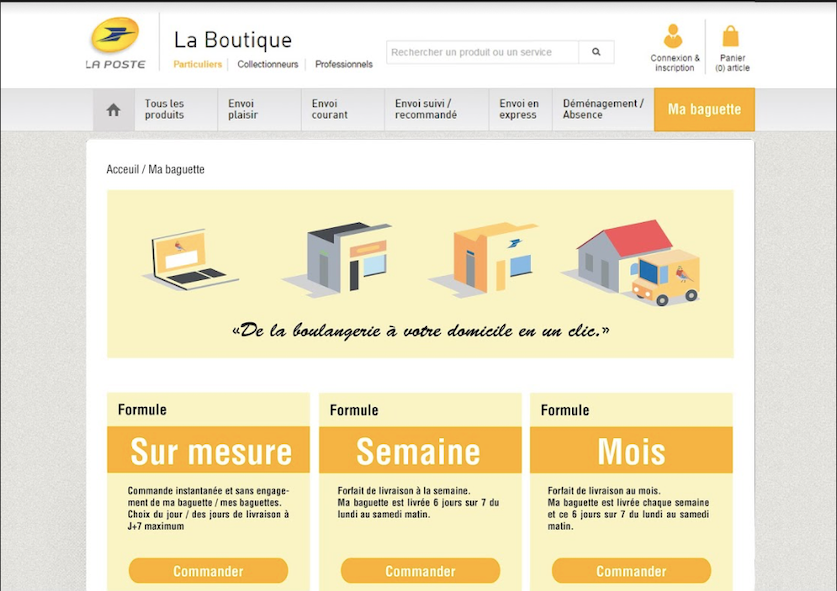 La Boutique
LA POSTE
Particuliers
Collectionneurs
Professionnels
Rechercher un produit ou un service
Connexion &
inscription
Panier
(0) article
Tous les
produits
Envoi
plaisir
Envoi
courant
Envoi suivi /
recommandé
Envoi en
express
Déménagement /
Absence
Ma baguette
Acceuil / Ma baguette
«De la boulangerie à votre domicile en un clic.»
Formule
Sur mesure
Commande instantanée et sans engage-
ment de ma baguette / mes baguettes.
Choix du jour / des jours de livraison à
J+7 maximum
Commander
Formule
Semaine
Forfait de livraison à la semaine.
Ma baguette est livrée 6 jours sur 7 du
lundi au samedi matin.
Commander
Formule
Mois
Forfait de livraison au mois.
Ma baguette est livrée chaque semaine
et ce 6 jours sur 7 du lundi au samedi
matin.
Commander